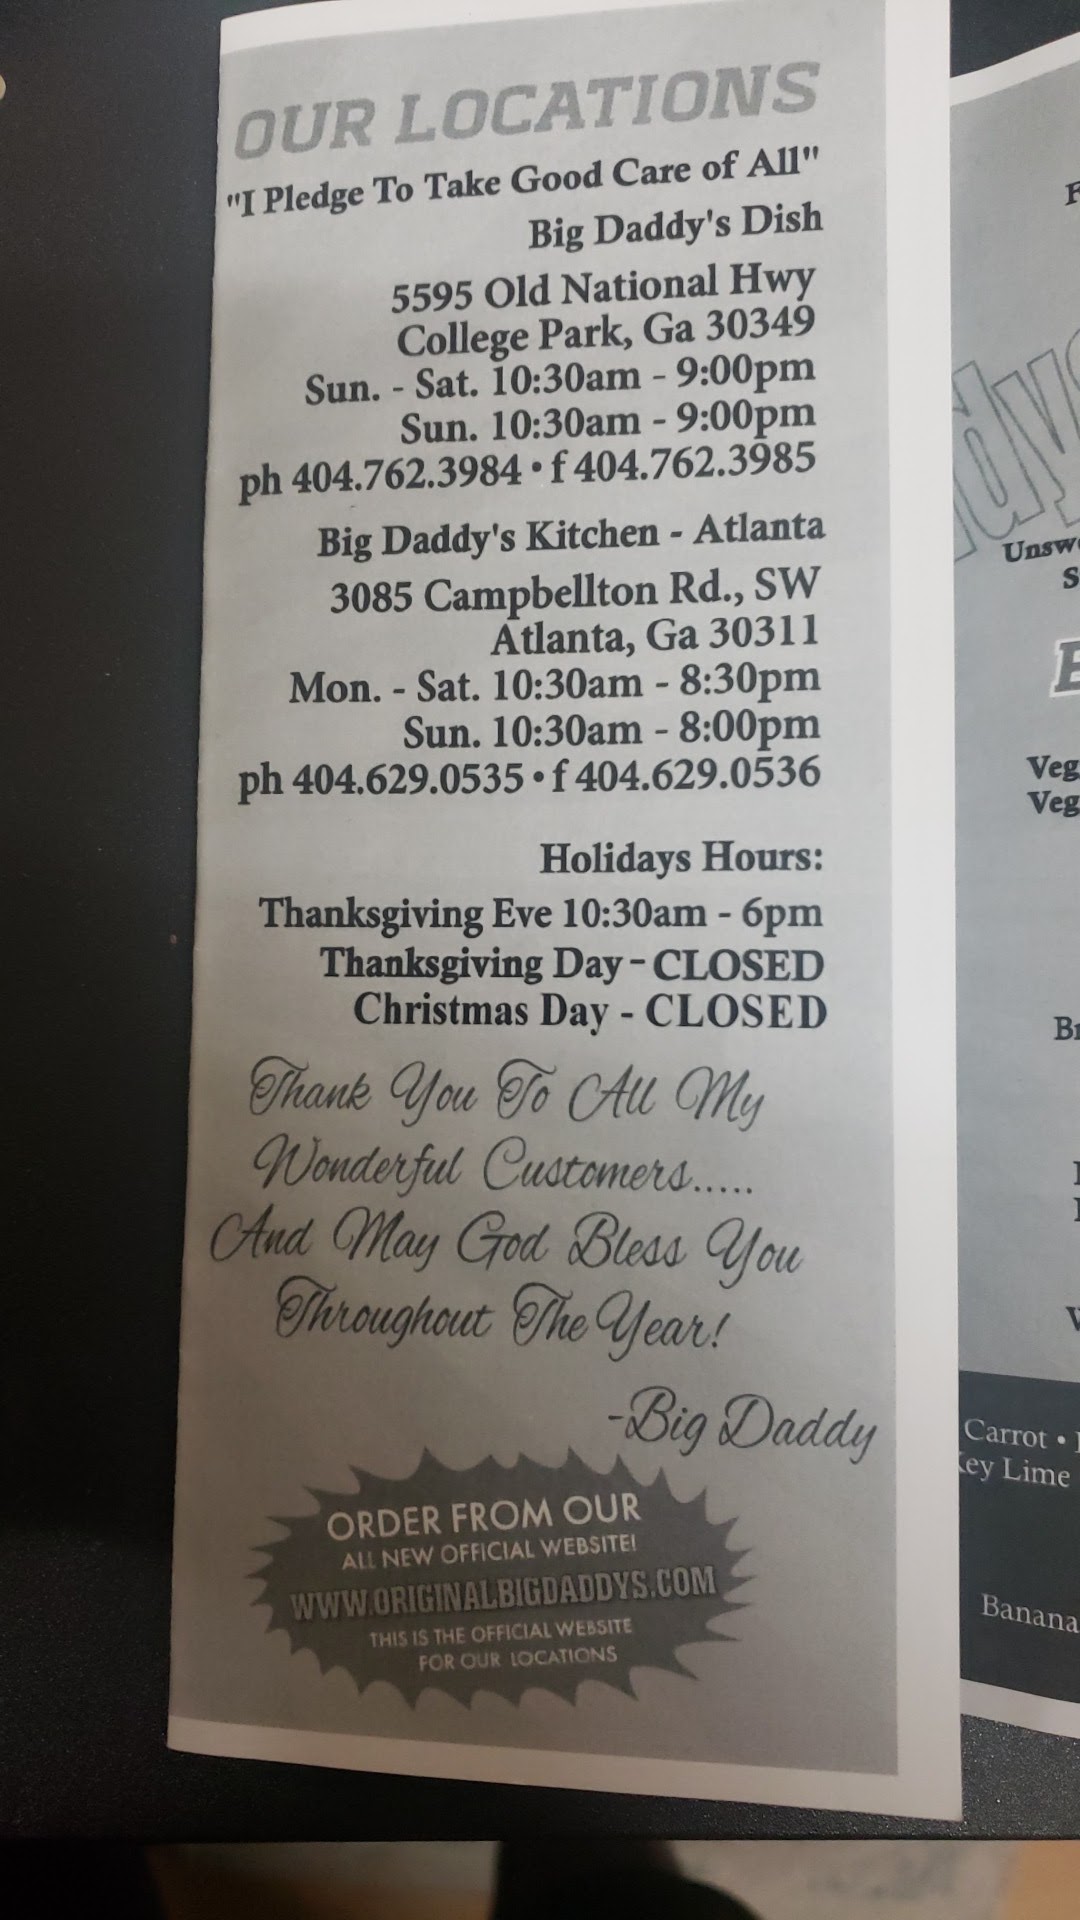 OUR LOCATIONS
"I Pledge To Take Good Care of All"
Big Daddy's Dish
5595 Old National Hwy
College Park, Ga 30349
Sun. - Sat. 10:30am - 9:00pm
Sun. 10:30am - 9:00pm
ph 404.762.3984 • f 404.762.3985
Big Daddy's Kitchen - Atlanta
3085 Campbellton Rd., SW
Atlanta, Ga 30311
Mon. - Sat. 10:30am - 8:30pm
Sun. 10:30am - 8:00pm
ph 404.629.0535 • f 404.629.0536
Holidays Hours:
Thanksgiving Eve 10:30am - 6pm
Thanksgiving Day - CLOSED
Christmas Day - CLOSED
Thank You To All My
Wonderful Customers.....
And May God Bless You
Throughout The Year!
-Big Daddy
ORDER FROM OUR
ALL NEW OFFICIAL WEBSITE!
WWW.ORIGINALBIGDADDYS.COM
THIS IS THE OFFICIAL WEBSITE
FOR OUR LOCATIONS
Carrot •
Key Lime
Banana